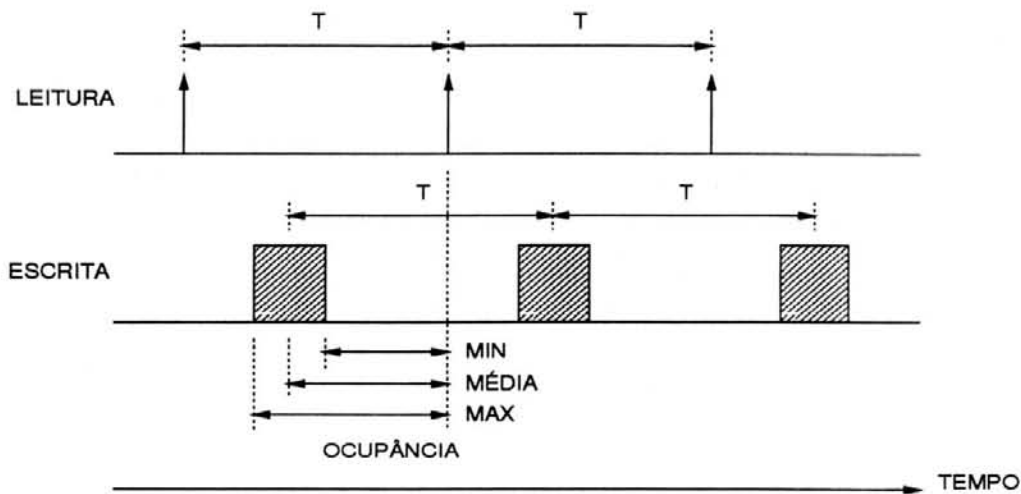 T T
LEITURA
T T
ESCRITA
MIN
MÉDIA
MAX
OCUPÂNCIA
TEMPO